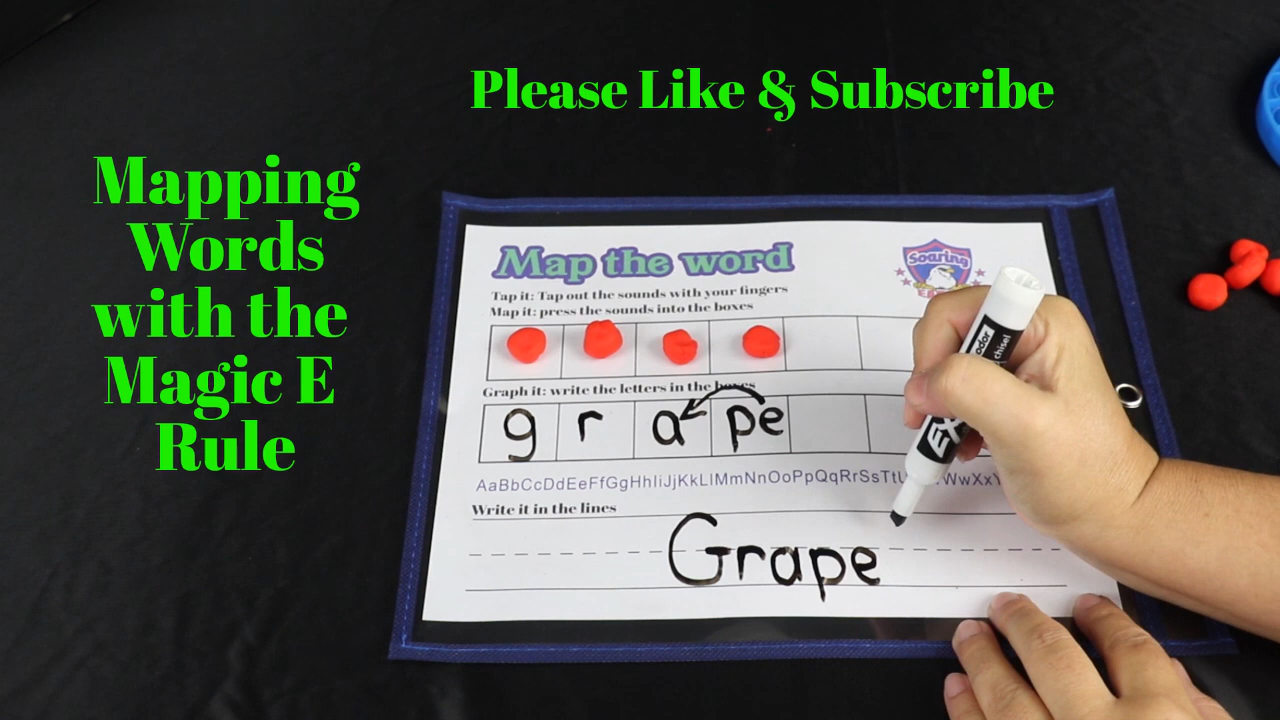 Please Like & Subscribe
Mapping
Words
with the
Magic E
Rule
Map the word
Soaring
Tap it: Tap out the sounds with your fingers
Map it: press the sounds into the boxes
Graph it: write the letters in the boxes
g r a pe
AaBbCcDdEeFfGgHhIiJjKkLlMmNnOoPpQqRrSsTt
Write it in the lines
Grape
chisel